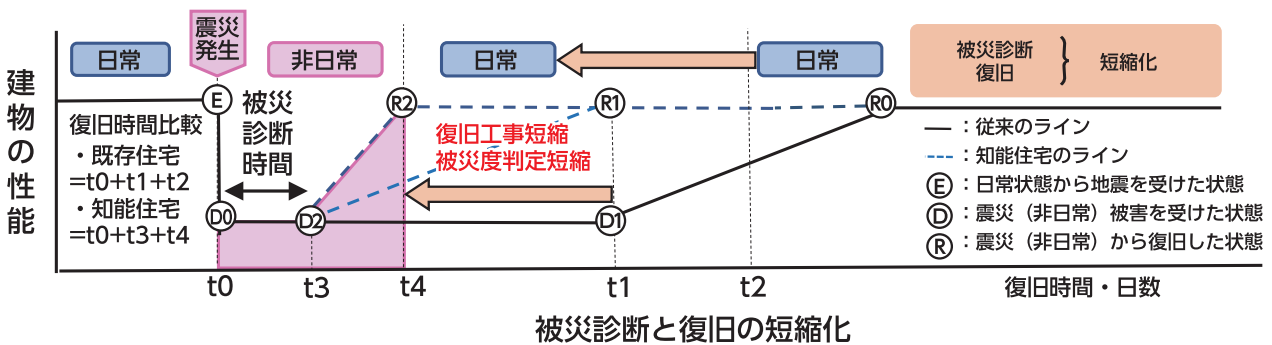 建物の性能
日常
震災
発生
非日常
日常
日常
被災診断
復旧
}
短縮化
E
R2
R1
R0
被災
診断
時間
復旧時間比較
・既存住宅
=t0+t1+t2
・知能住宅
=t0+t3+t4
復旧工事短縮
被災度判定短縮
D0
D2
D1
：従来のライン
：知能住宅のライン
E：日常状態から地震を受けた状態
D：震災（非日常）被害を受けた状態
R：震災（非日常）から復旧した状態
t0
t3
t4
t1
t2
復旧時間・日数
被災診断と復旧の短縮化